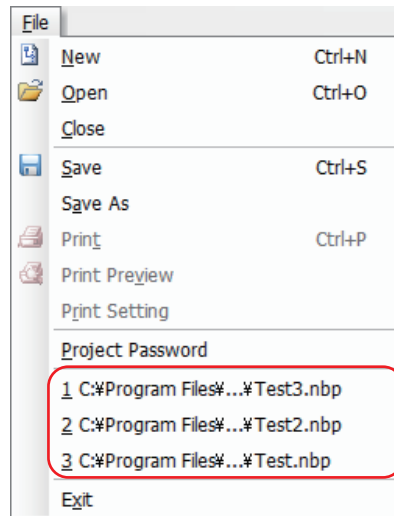 File
New Ctrl+N
Open Ctrl+O
Close
Save Ctrl+S
Save As
Print Ctrl+P
Print Preview
Print Setting
Project Password
1 C:¥Program Files¥...¥Test3.nbp
2 C:¥Program Files¥...¥Test2.nbp
3 C:¥Program Files¥...¥Test.nbp
Exit